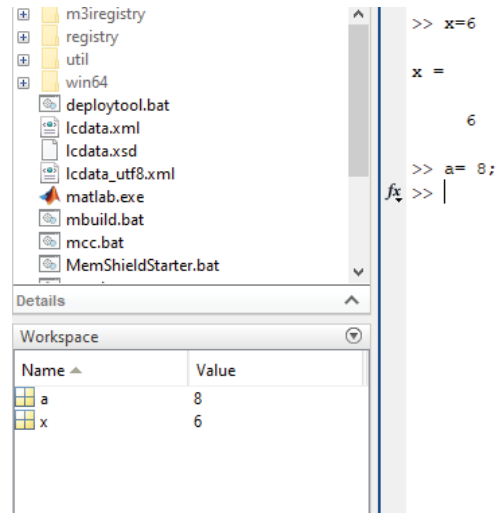 m3iregistry
registry
util
win64
deploytool.bat
lcdata.xml
lcdata.xsd
lcdata_utf8.xml
matlab.exe
mbuild.bat
mcc.bat
MemShieldStarter.bat
Details
Workspace
Name Value
a 8
x 6
>> x=6
x =
6
>> a= 8;
fx >>